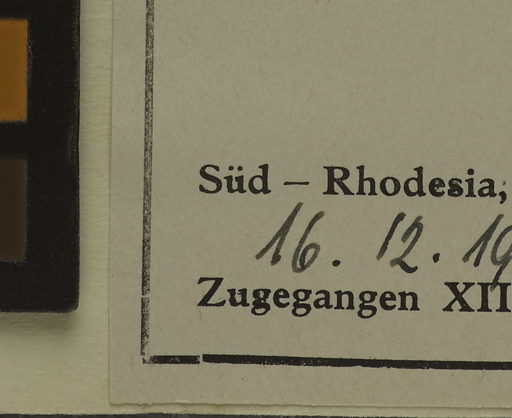 Süd – Rhodesia,
16. 12. 19
Zugegangen XII